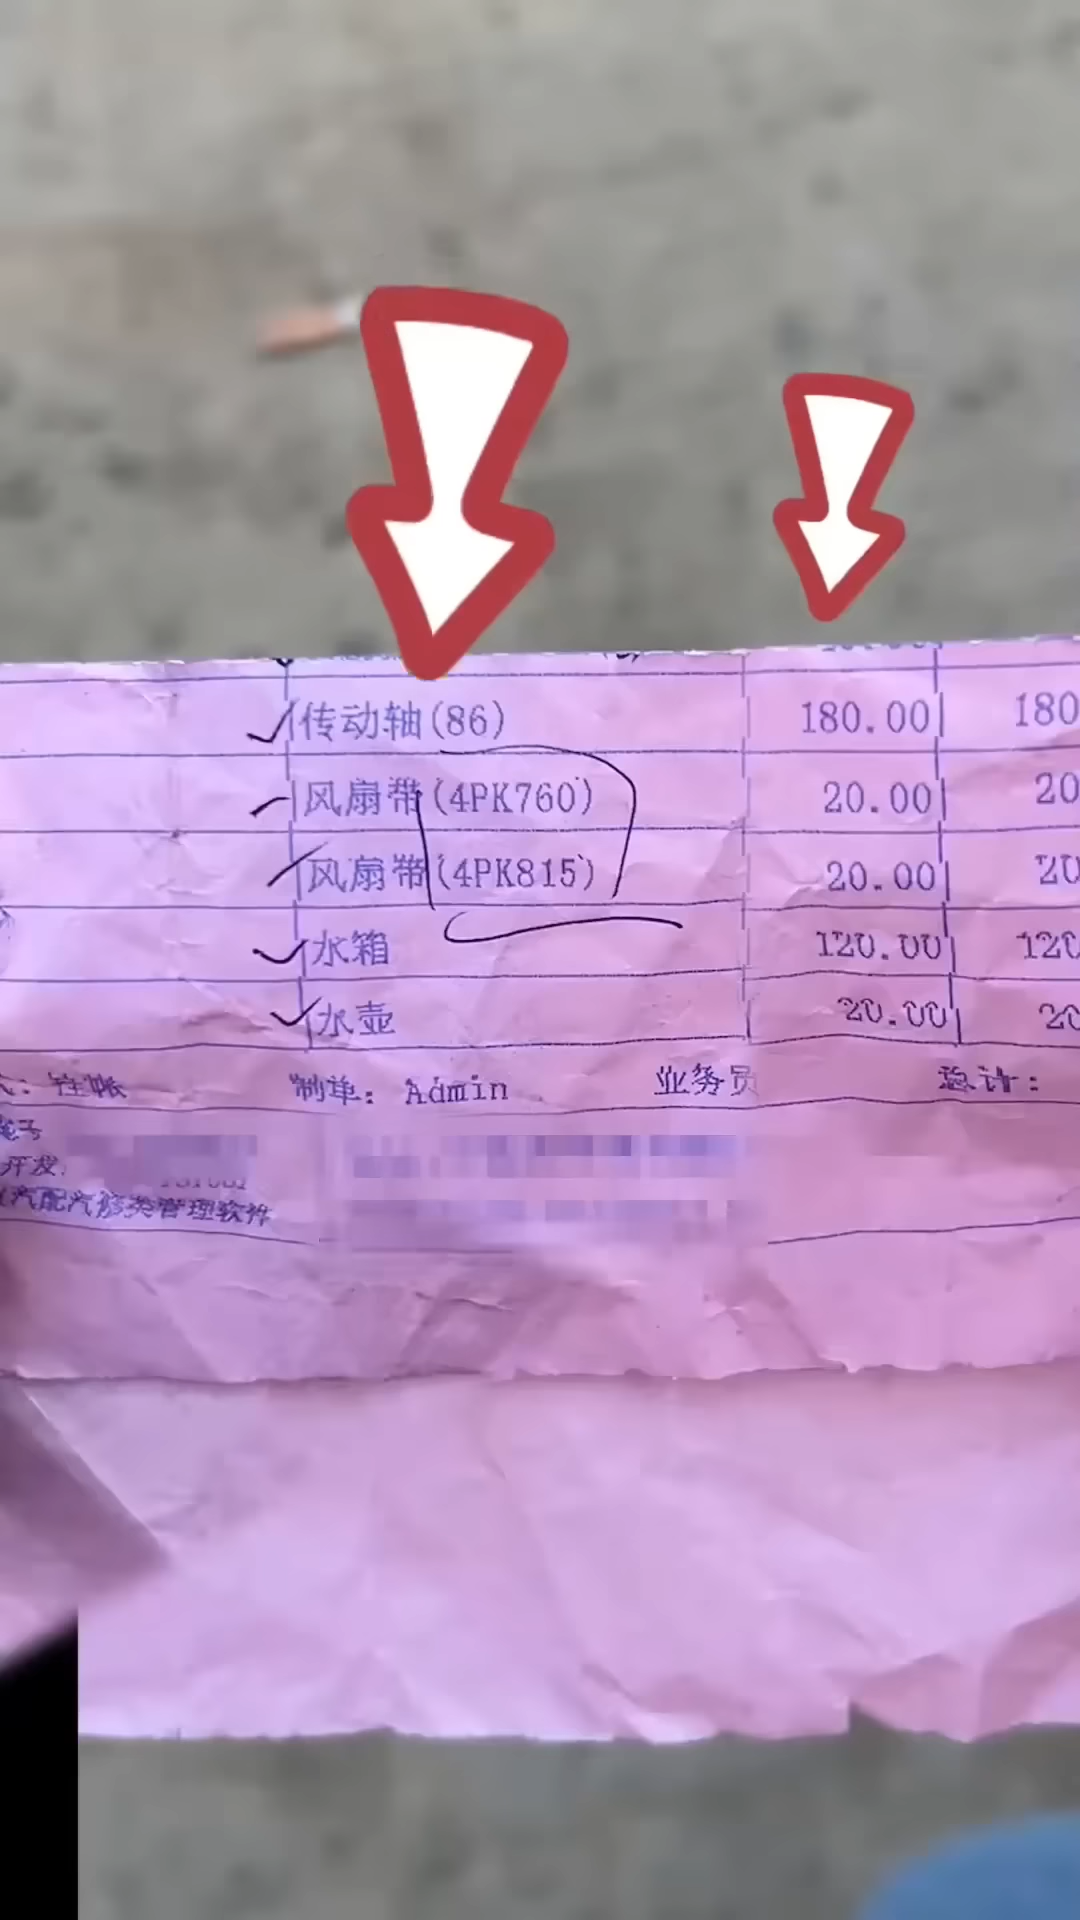 传动轴(86) 180.00 180
风扇带(4PK760) 20.00 20
风扇带(4PK815) 20.00 20
水箱 120.00 120
水壶 20.00 20
: 挂账 制单: Admin 业务员 总计:
开发
汽配汽修类管理软件